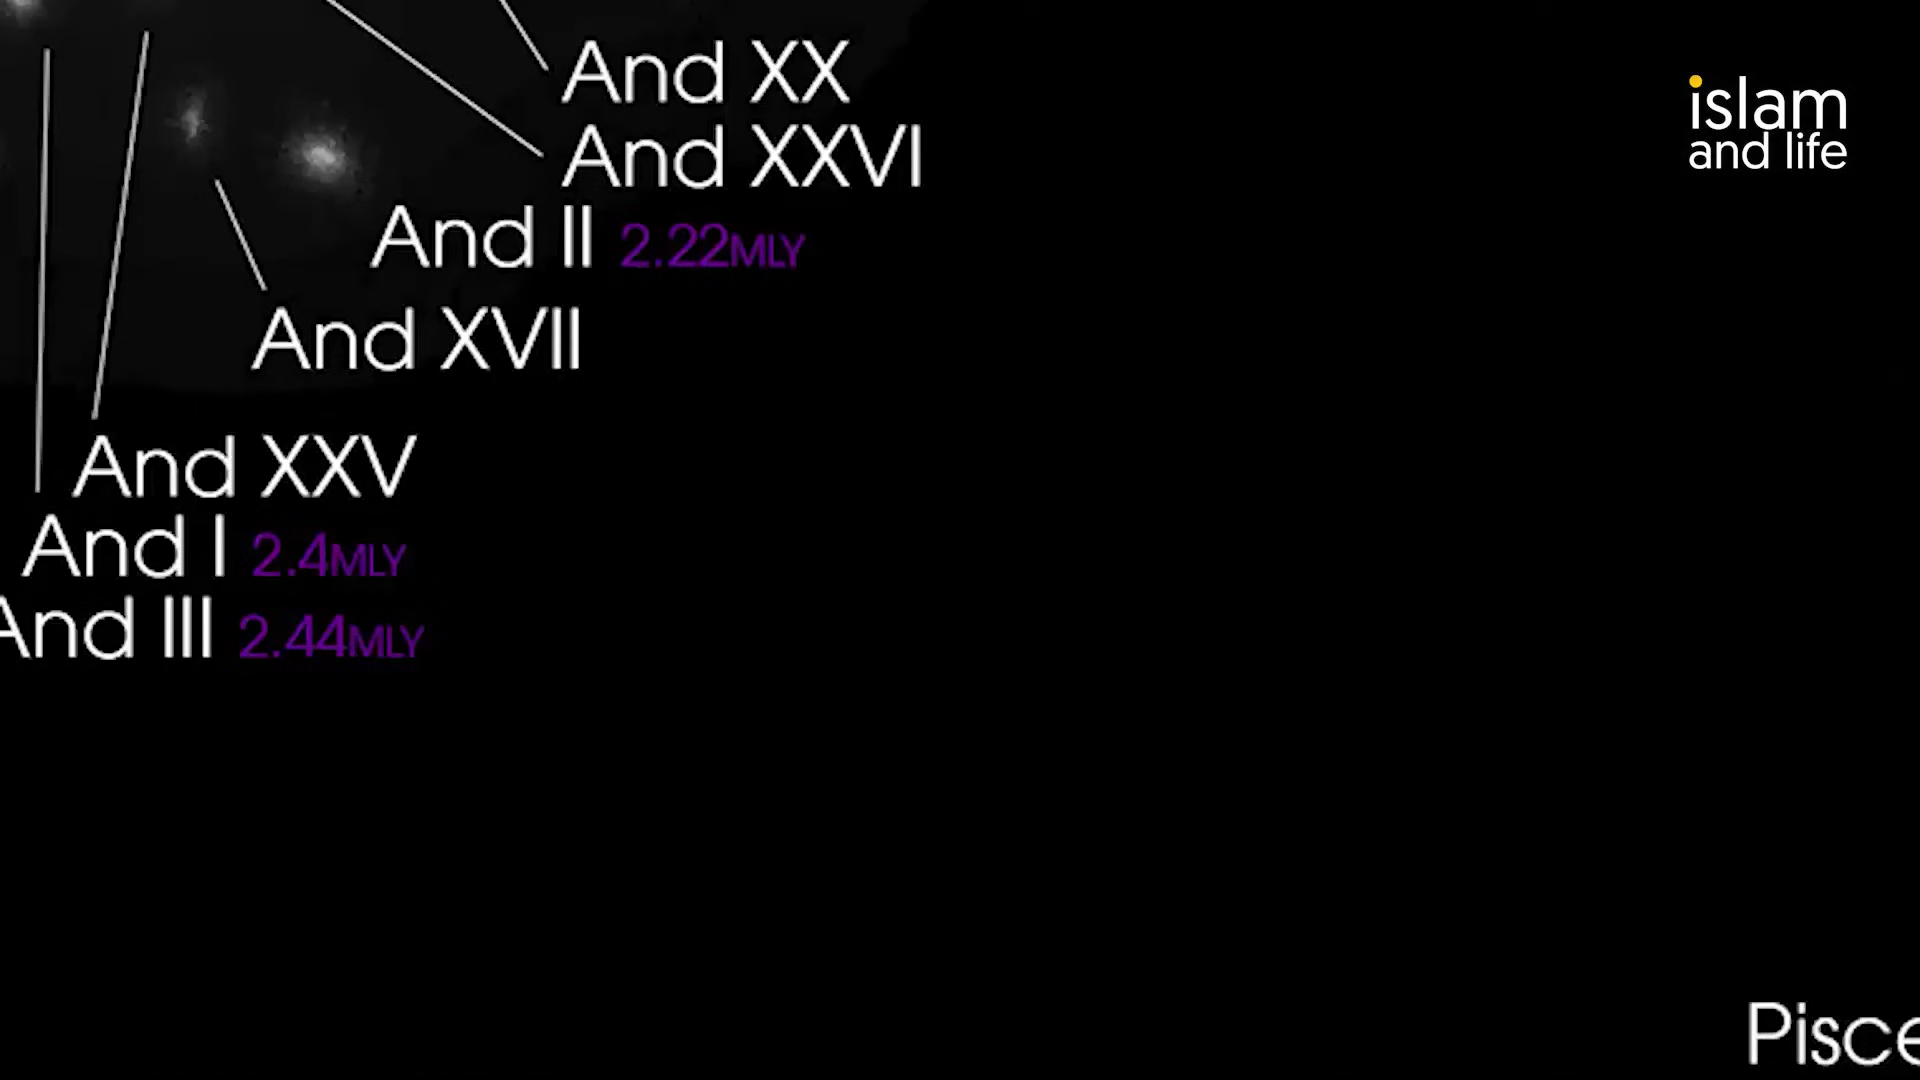 And XX
islam
and life
And XXVI
And II 2.22MLY
And XVII
And XXV
And I 2.4MLY
And III 2.44MLY
Pisce